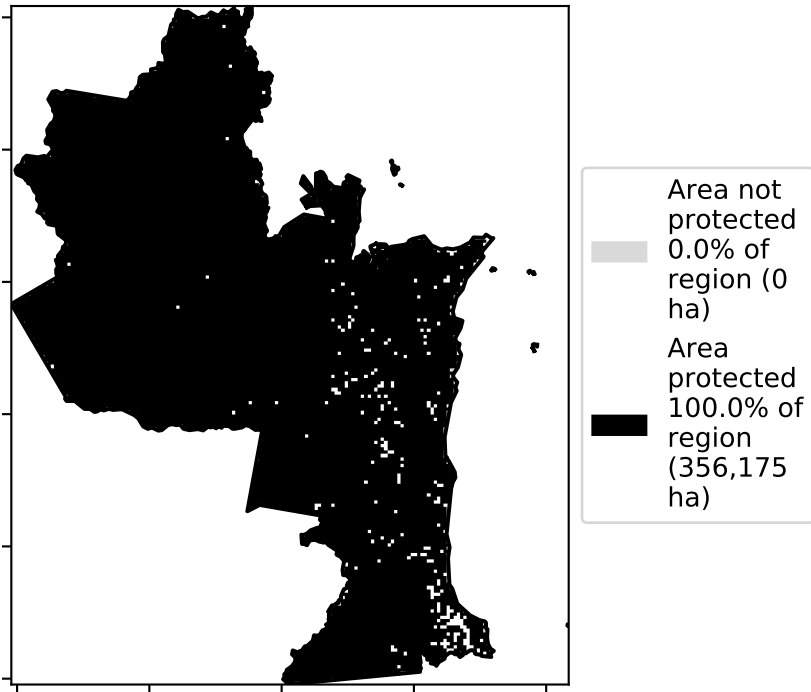 Area not
protected
0.0% of
region (0
ha)
Area
protected
100.0% of
region
(356,175
ha)